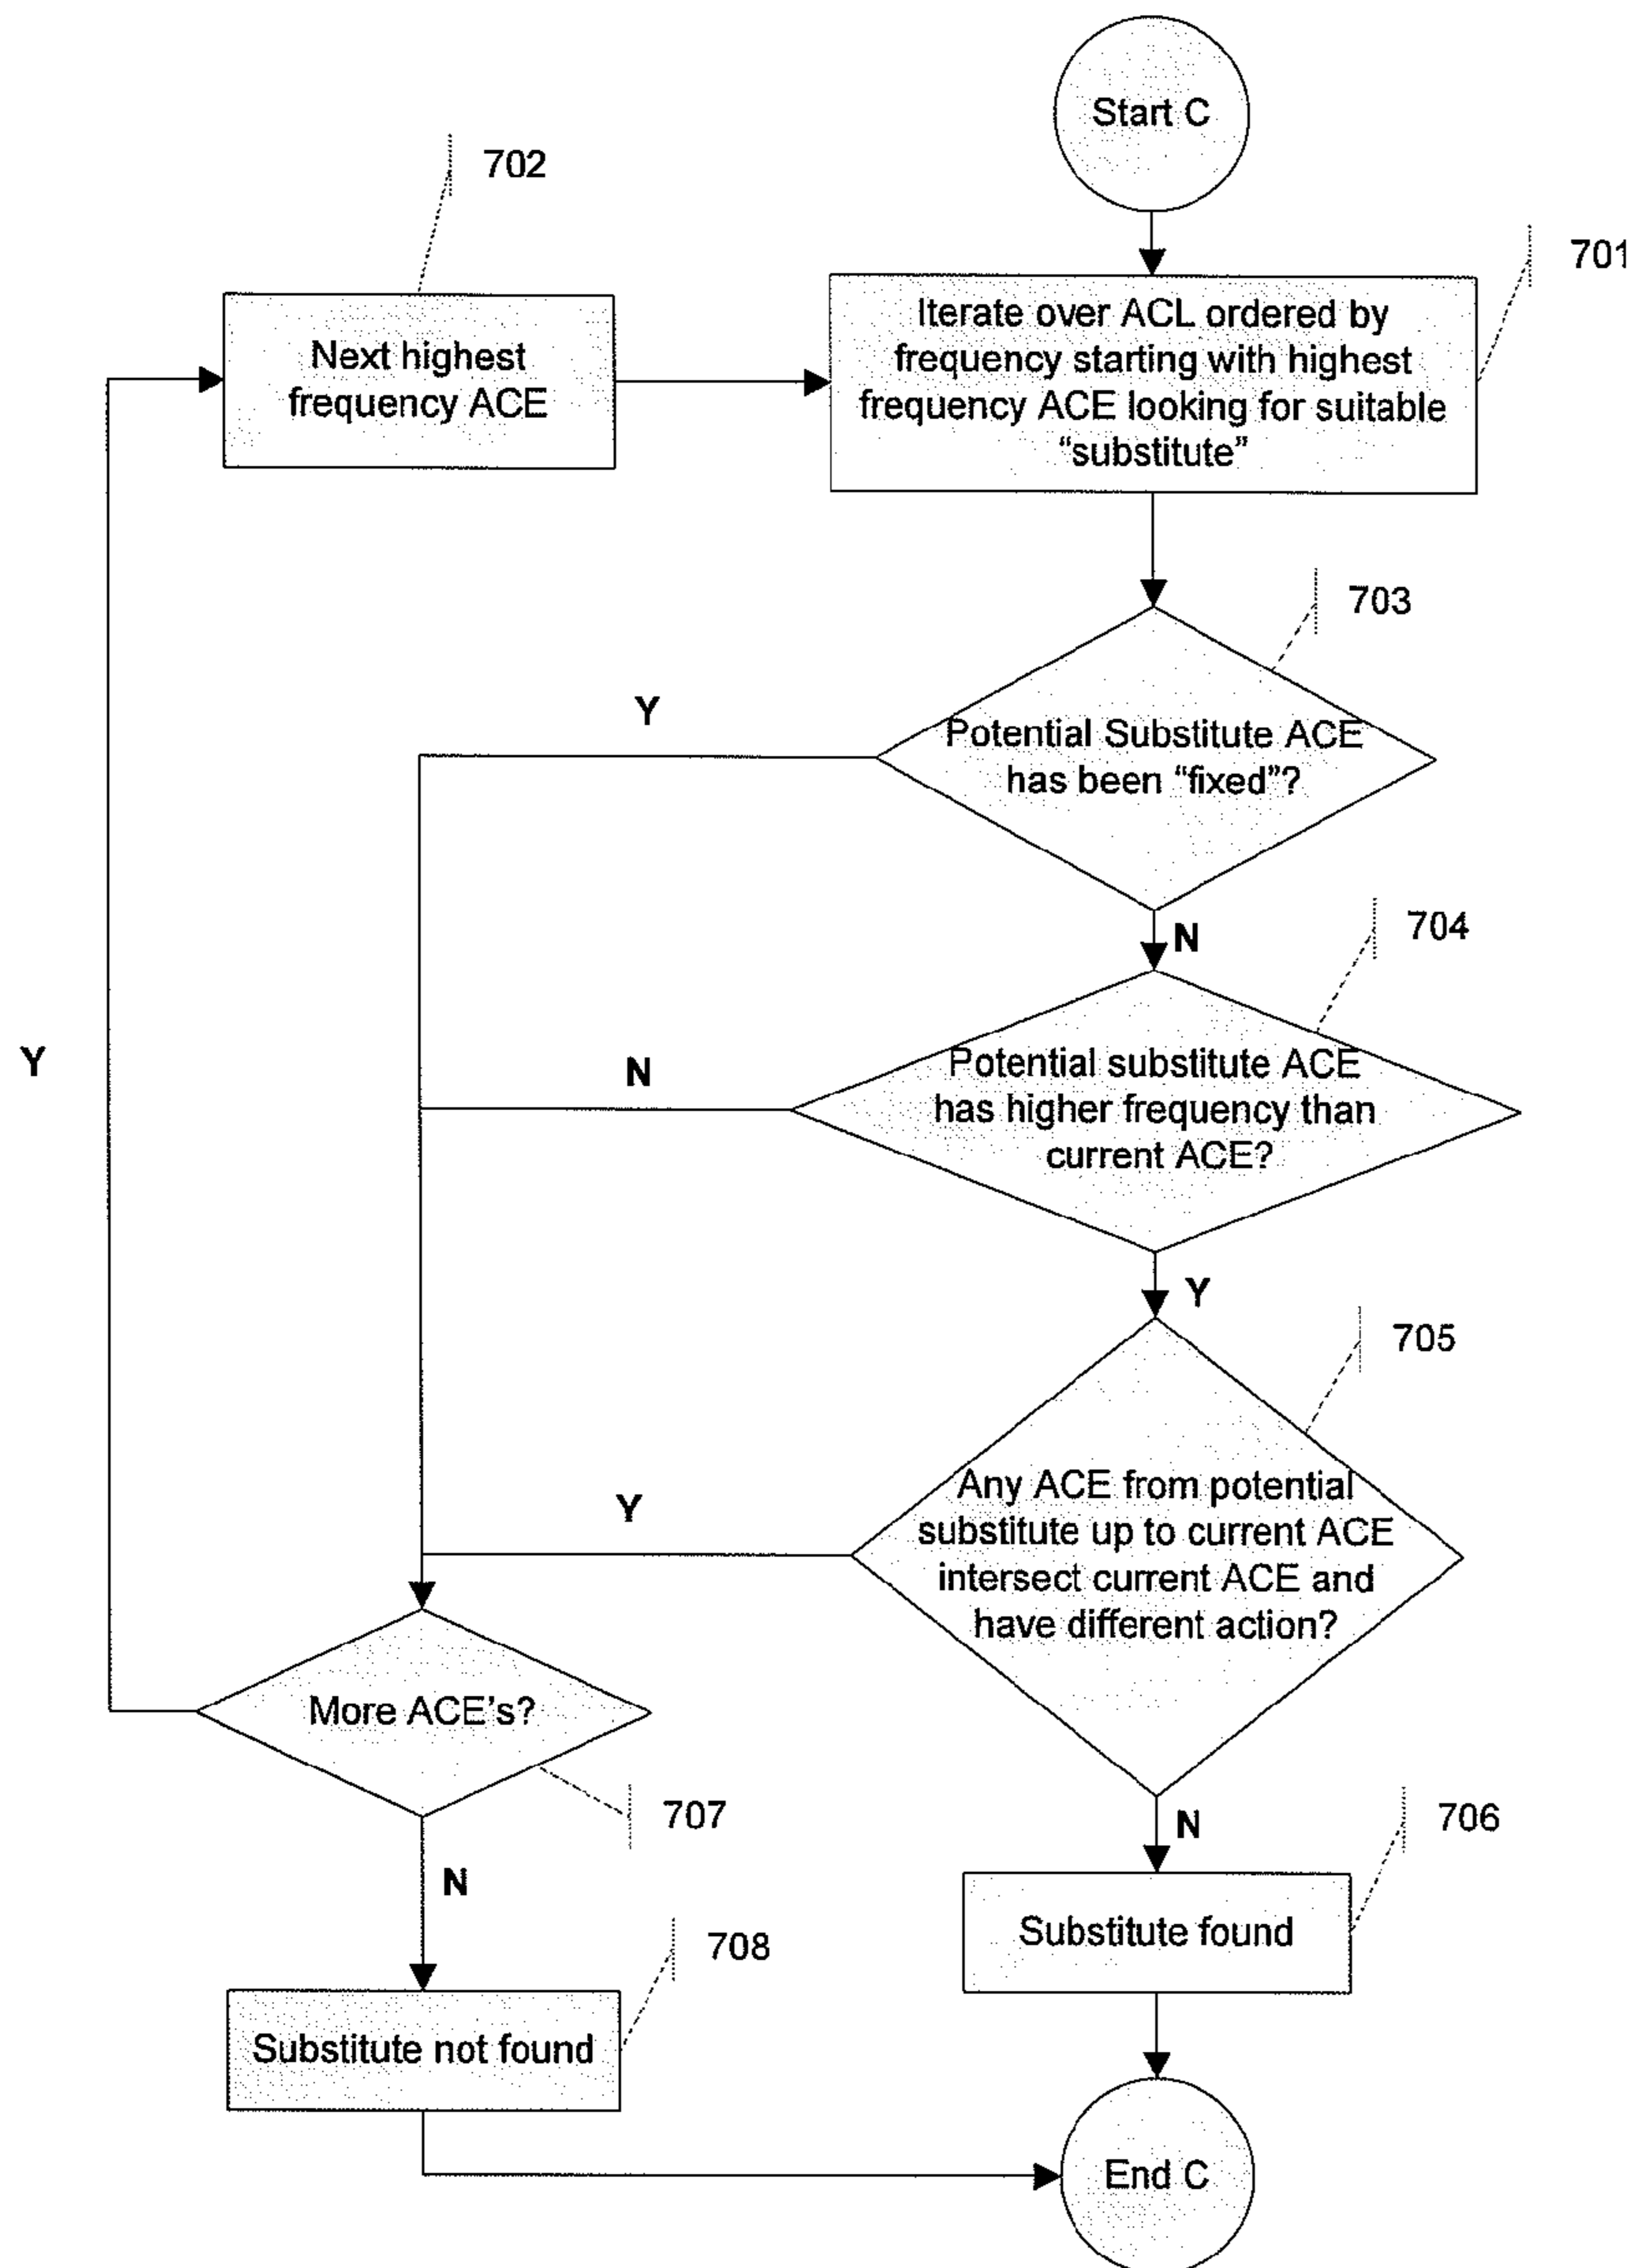 Start C
702
701
Next highest
frequency ACE
Iterate over ACL ordered by
frequency starting with highest
frequency ACE looking for suitable
“substitute”
703
Y
Potential Substitute ACE
has been “fixed”?
704
N
Y
N
Potential substitute ACE
has higher frequency than
current ACE?
Y
705
Y
Any ACE from potential
substitute up to current ACE
intersect current ACE and
have different action?
More ACE's?
707
706
N
N
Substitute found
708
Substitute not found
End C